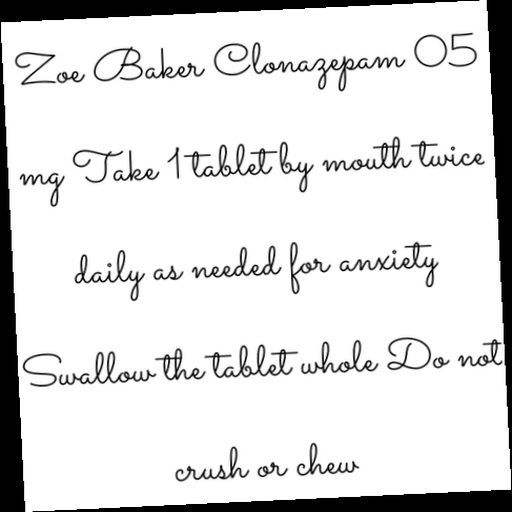 Zoe Baker Clonazepam 05
mg Take 1 tablet by mouth twice
daily as needed for anxiety
Swallow the tablet whole Do not
crush or chew